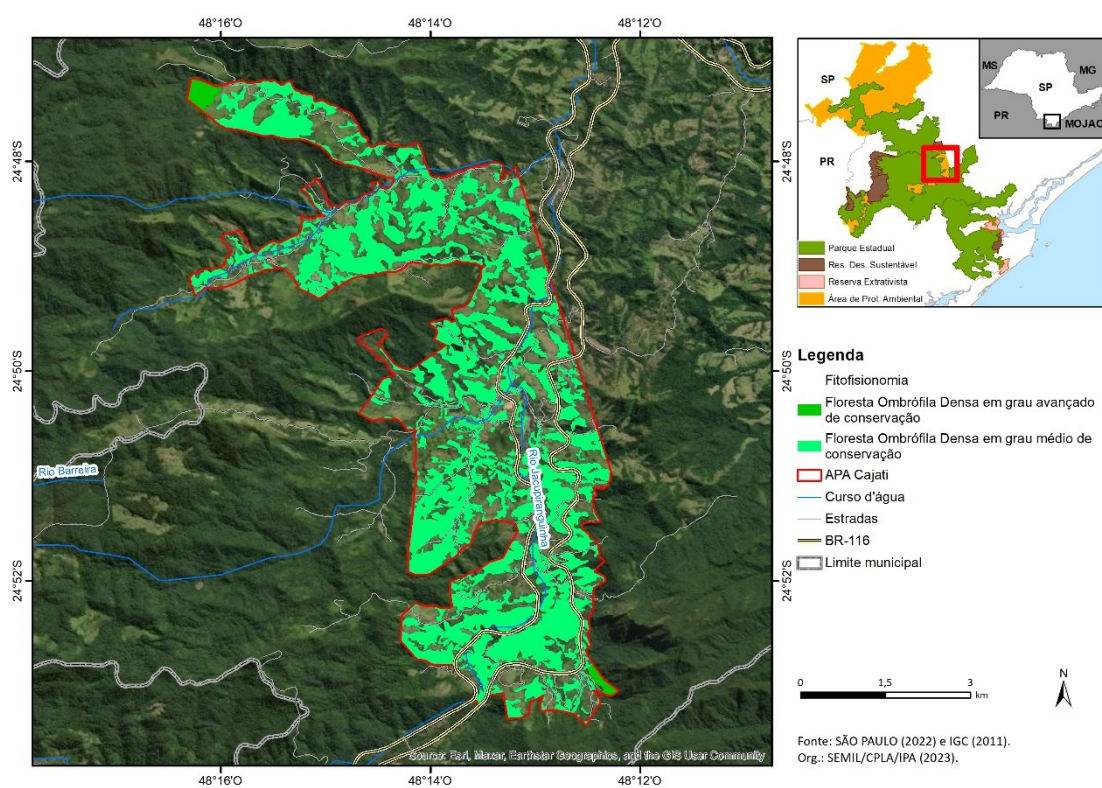 48°16'O
48°14'O
48°12'O
24°48'S
24°50'S
24°52'S
24°48'S
24°50'S
24°52'S
Rio Barreira
Rio Jacupiranguinha
Source: Esri, Maxar, Earthstar Geographics, and the GIS User Community
48°16'O
48°14'O
48°12'O
SP
PR
MS
MG
SP
PR
MOJAC
Parque Estadual
Res. Des. Sustentável
Reserva Extrativista
Área de Prot. Ambiental
Legenda
Fitofisionomia
Floresta Ombrófila Densa em grau avançado
de conservação
Floresta Ombrófila Densa em grau médio de
conservação
APA Cajati
Curso d'água
Estradas
BR-116
Limite municipal
N
0 1,5 3
km
Fonte: SÃO PAULO (2022) e IGC (2011).
Org.: SEMIL/CPLA/IPA (2023).